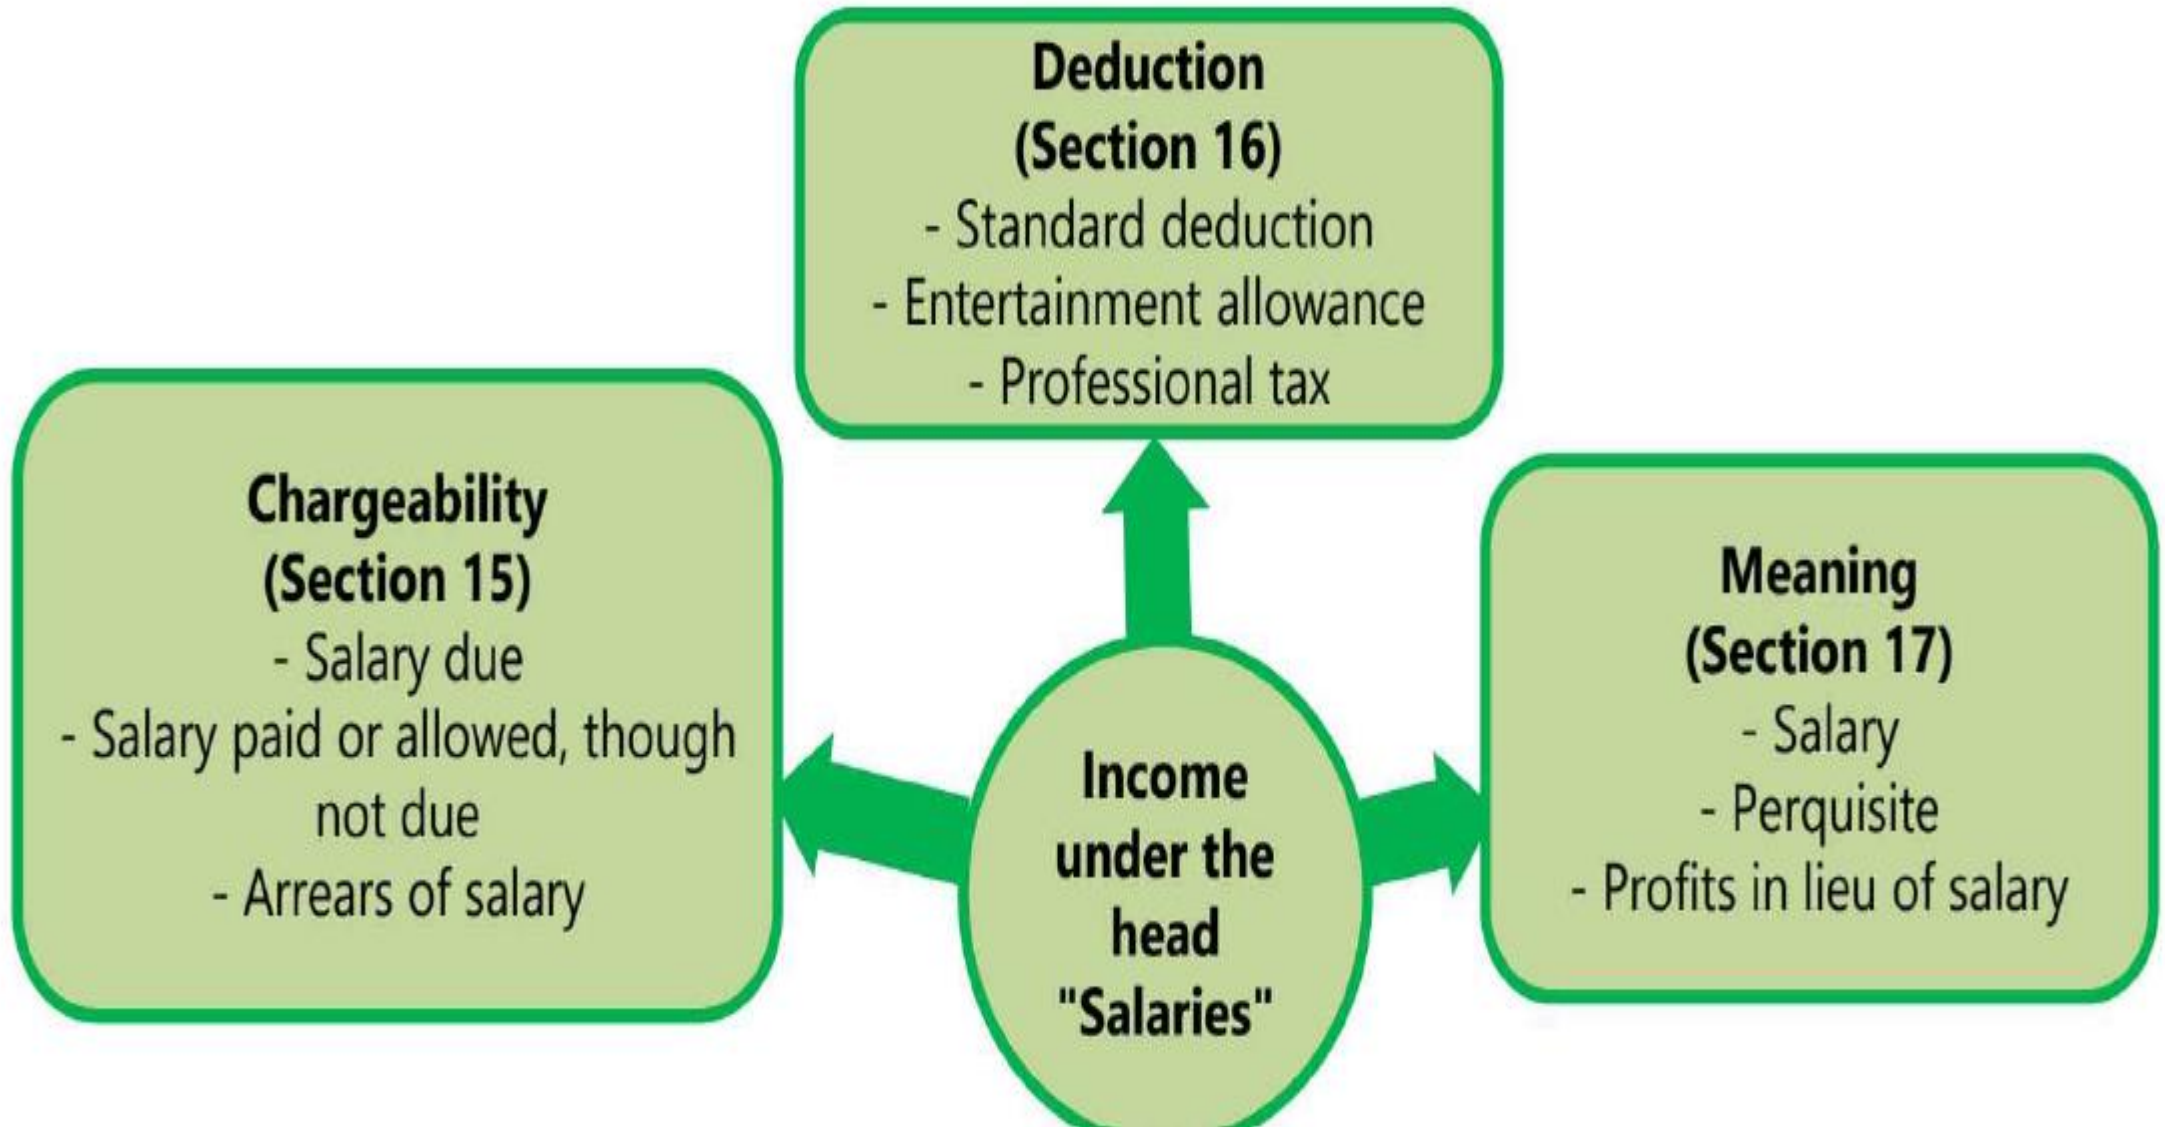 Deduction
(Section 16)
- Standard deduction
- Entertainment allowance
- Professional tax
Chargeability
(Section 15)
- Salary due
- Salary paid or allowed, though
not due
- Arrears of salary
Meaning
(Section 17)
- Salary
- Perquisite
- Profits in lieu of salary
Income
under the
head
"Salaries"